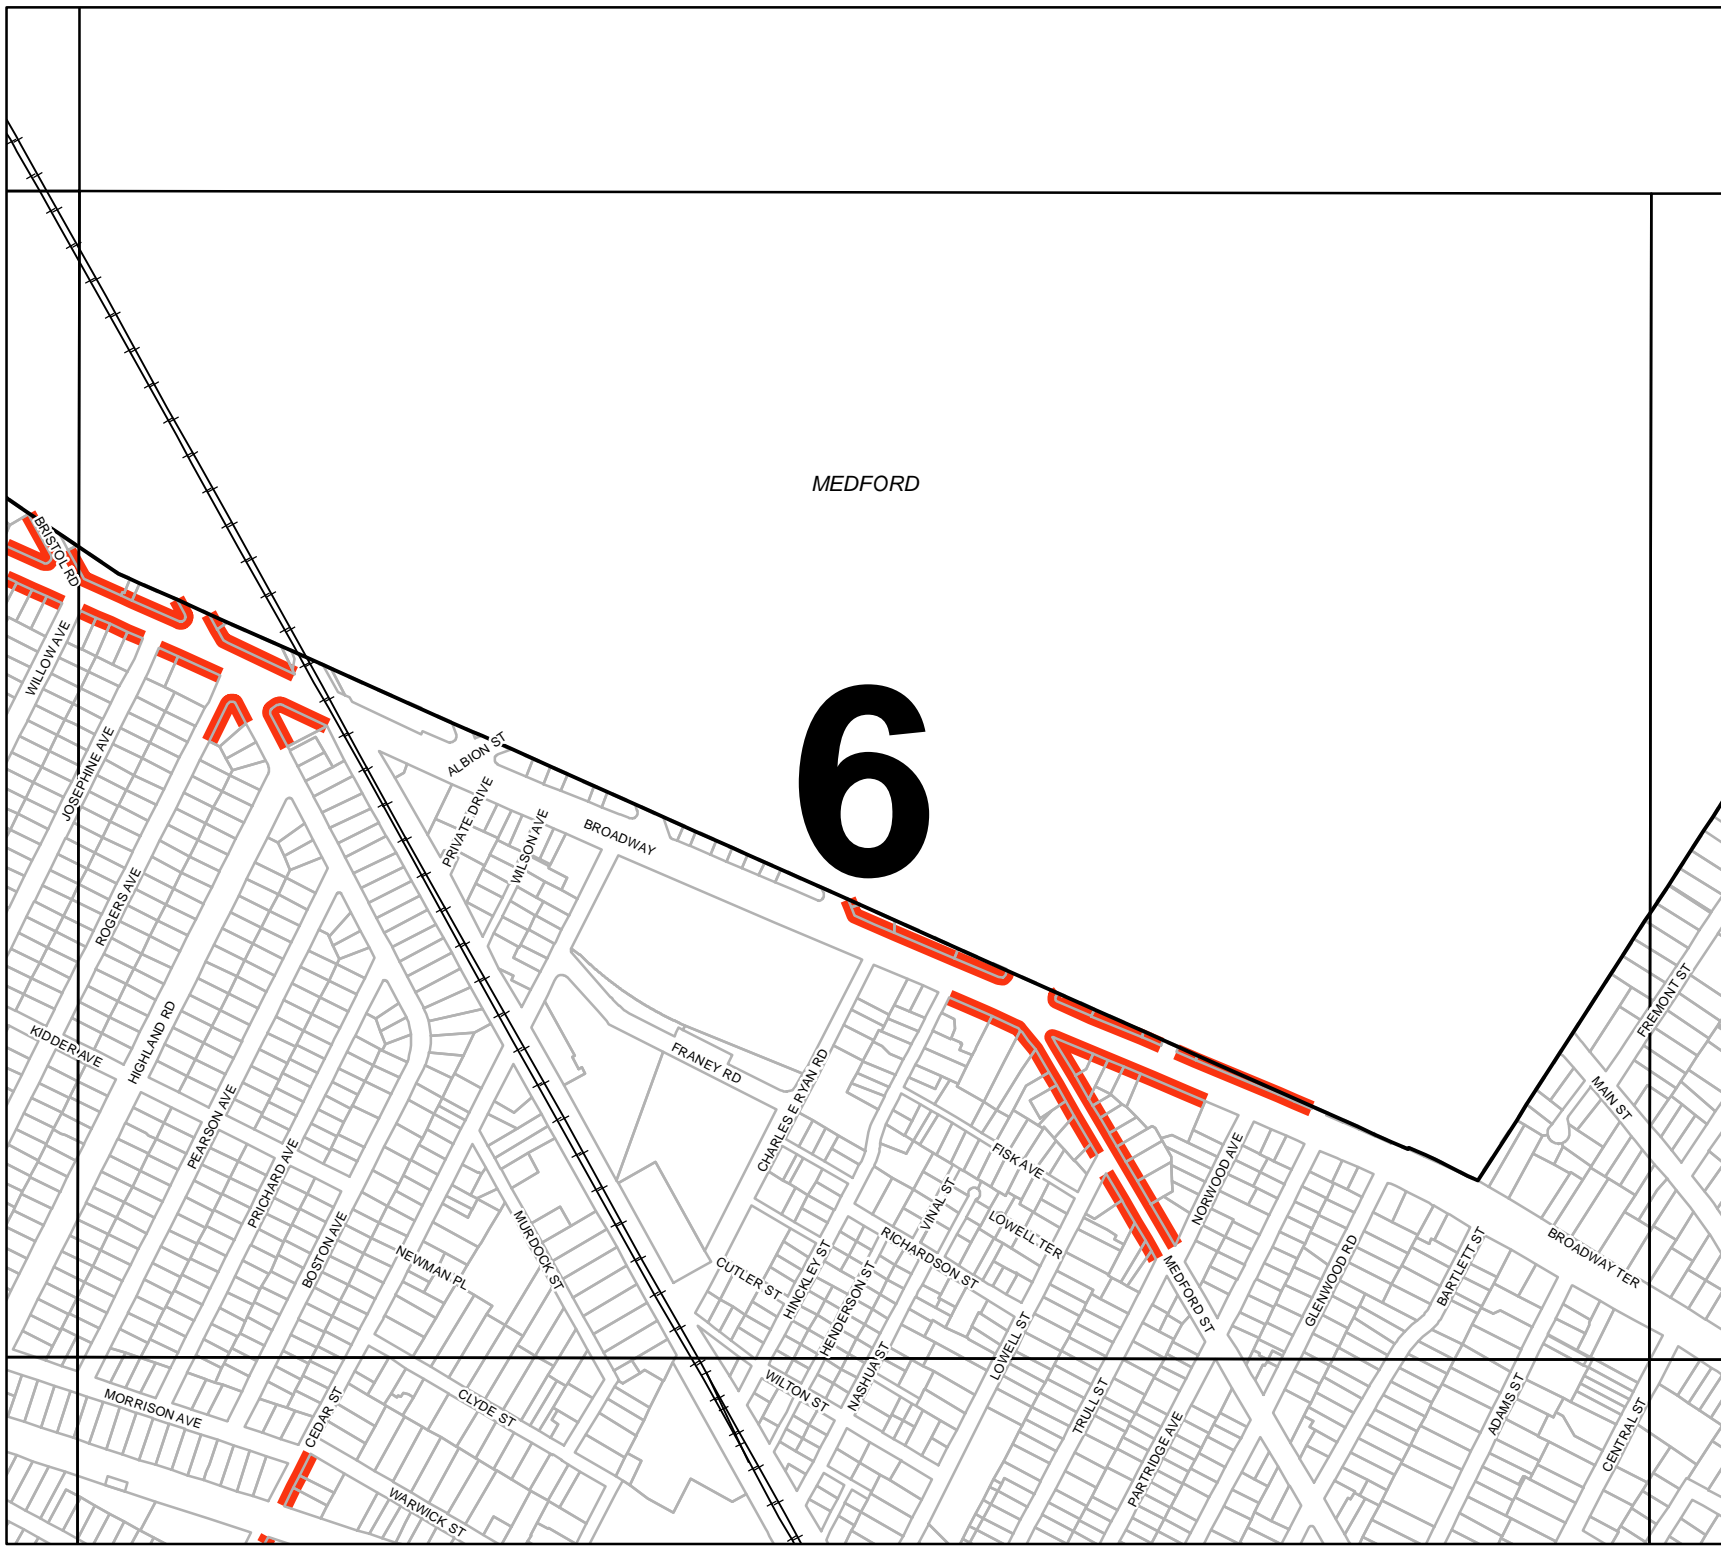 MEDFORD
6
BRISTOL RD
WILLOW AVE
JOSEPHINE AVE
ALBION ST
PRIVATE DRIVE
WILSON AVE
BROADWAY
ROGERS AVE
HIGHLAND RD
KIDDER AVE
PEARSON AVE
PRICHARD AVE
BOSTON AVE
NEWMAN PL
MURDOCK ST
FRANEY RD
CHARLES E RYAN RD
FISK AVE
VINAL ST
LOWELL TER
RICHARDSON ST
HINCKLEY ST
CUTLER ST
HENDERSON ST
NASHUA ST
WILTON ST
LOWELL ST
NORWOOD AVE
MEDFORD ST
GLENWOOD RD
BARTLETT ST
BROADWAY TER
FREMONT ST
MAIN ST
MORRISON AVE
CEDAR ST
CLYDE ST
WARWICK ST
TRULL ST
PARTRIDGE AVE
ADAMS ST
CENTRAL ST